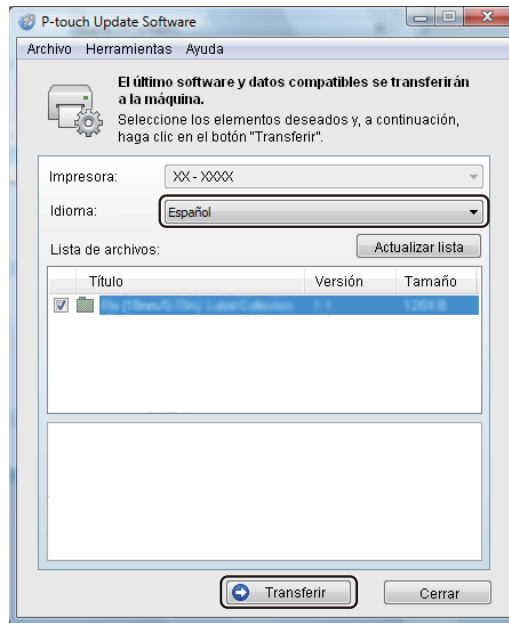 P-touch Update Software
Archivo Herramientas Ayuda
El último software y datos compatibles se transferirán
a la máquina.
Seleccione los elementos deseados y, a continuación,
haga clic en el botón "Transferir".
Impresora: XX - XXXX
Idioma: Español
Lista de archivos: Actualizar lista
Título Versión Tamaño
Transferir Cerrar